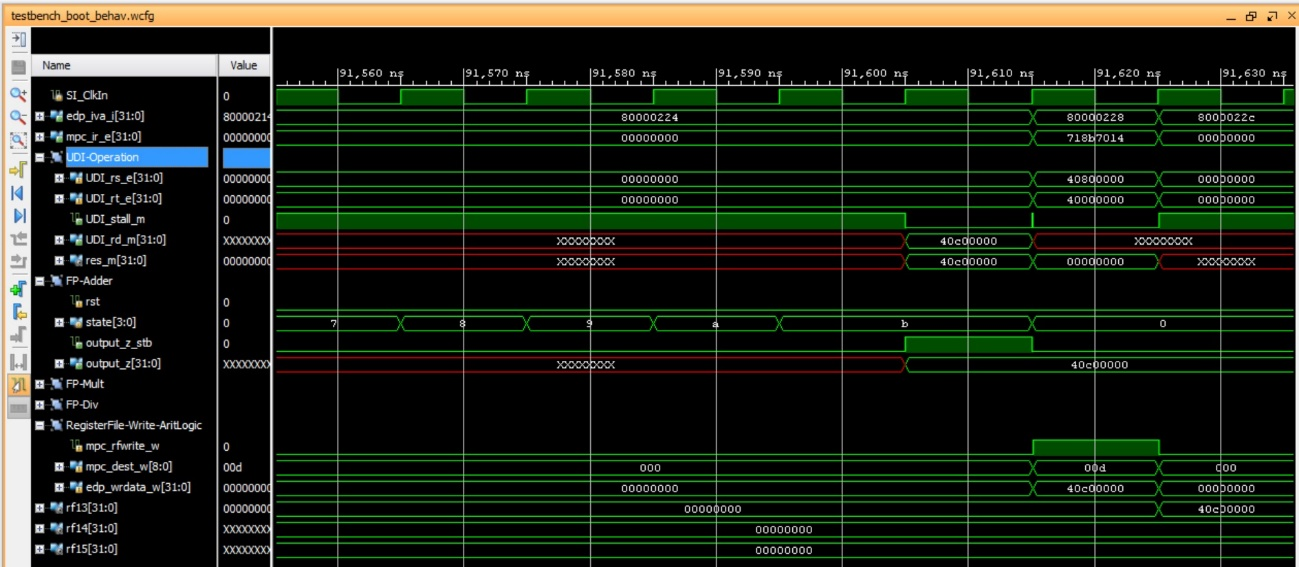 testbench_boot_behav.wcfg
Name Value
91,560 ns 91,570 ns 91,580 ns 91,590 ns 91,600 ns 91,610 ns 91,620 ns 91,630 ns
SI_ClkIn 0
edp_iva_i[31:0] 80000214 80000224 80000228 8000022c
mpc_ir_e[31:0] 00000000 00000000 718b7014 00000000
UDI-Operation
UDI_rs_e[31:0] 00000000 00000000 40800000 00000000
UDI_rt_e[31:0] 00000000 00000000 40000000 00000000
UDI_stall_m 0
UDI_rd_m[31:0] XXXXXXXX XXXXXXXX 40c00000 XXXXXXXX
res_m[31:0] 00000000 XXXXXXXX 40c00000 00000000 XXXXXXXX
FP-Adder
rst 0
state[3:0] 0 7 8 9 a b 0
output_z_stb 0
output_z[31:0] XXXXXXXX XXXXXXXX 40c00000
FP-Mult
FP-Div
RegisterFile-Write-AritLogic
mpc_rfwrite_w 0
mpc_dest_w[8:0] 00d 000 00d 000
edp_wrdata_w[31:0] 00000000 00000000 40c00000 00000000
rf13[31:0] 00000000 00000000 40c00000
rf14[31:0] XXXXXXXX 00000000
rf15[31:0] XXXXXXXX 00000000